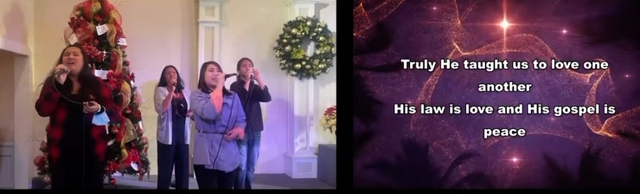 Truly He taught us to love one
another
His law is love and His gospel is
peace